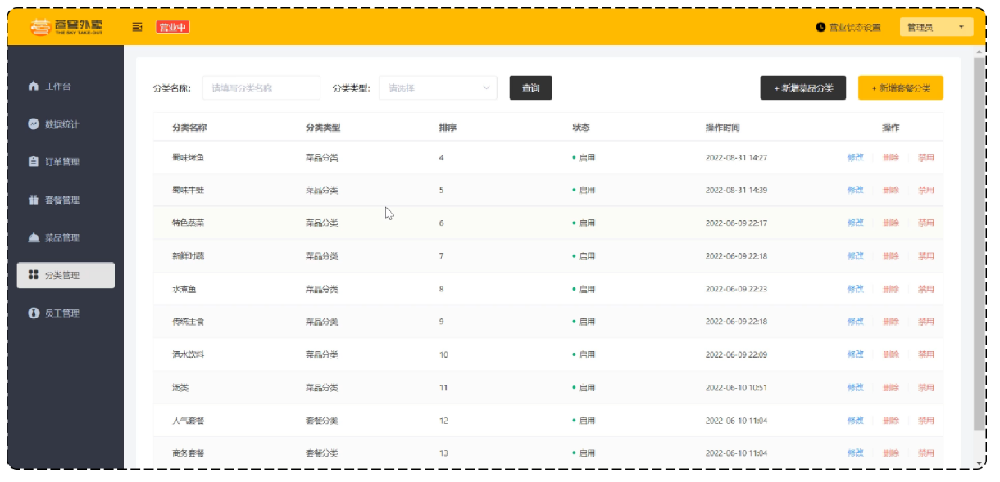 苍穹外卖
THE SKY TAKE-OUT
营业中
营业状态设置
管理员
工作台
数据统计
订单管理
套餐管理
菜品管理
分类管理
员工管理
分类名称: 请填写分类名称 分类类型: 请选择 查询 + 新增菜品分类 + 新增套餐分类
分类名称 分类类型 排序 状态 操作时间 操作
蜀味烤鱼 菜品分类 4 启用 2022-08-31 14:27 修改 删除 禁用
蜀味牛蛙 菜品分类 5 启用 2022-08-31 14:39 修改 删除 禁用
特色蒸菜 菜品分类 6 启用 2022-06-09 22:17 修改 删除 禁用
新鲜时蔬 菜品分类 7 启用 2022-06-09 22:18 修改 删除 禁用
水煮鱼 菜品分类 8 启用 2022-06-09 22:23 修改 删除 禁用
传统主食 菜品分类 9 启用 2022-06-09 22:18 修改 删除 禁用
酒水饮料 菜品分类 10 启用 2022-06-09 22:09 修改 删除 禁用
汤类 菜品分类 11 启用 2022-06-10 10:51 修改 删除 禁用
人气套餐 套餐分类 12 启用 2022-06-10 11:04 修改 删除 禁用
商务套餐 套餐分类 13 启用 2022-06-10 11:04 修改 删除 禁用